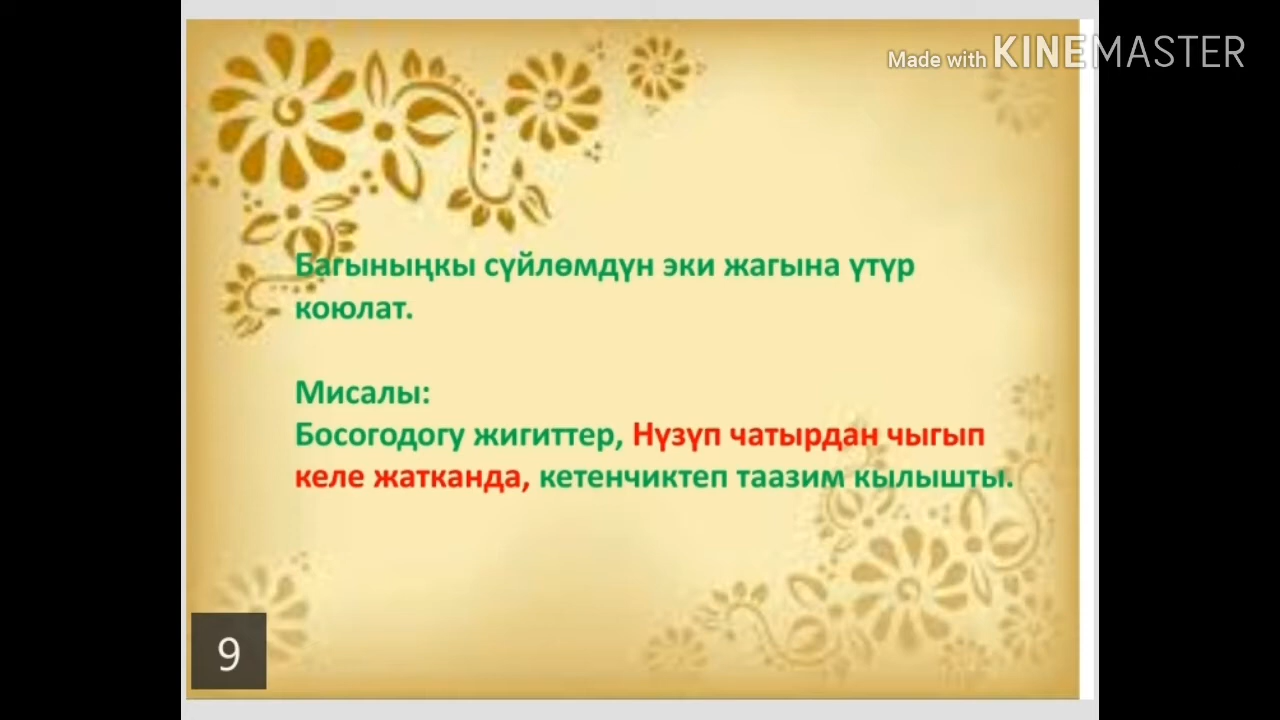 Made with KINEMASTER
Багыныңкы сүйлөмдүн эки жагына үтүр
коюлат.
Мисалы:
Босогодогу жигиттер, Нүзүп чатырдан чыгып
келе жатканда, кетенчиктеп таазим кылышты.
9